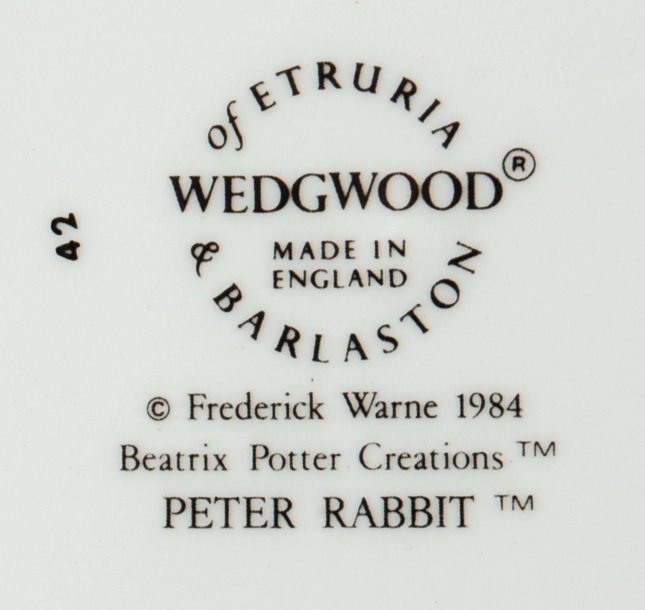 of ETRURIA
WEDGWOOD®
MADE IN
ENGLAND
& BARLASTON
42
© Frederick Warne 1984
Beatrix Potter Creations ™
PETER RABBIT ™